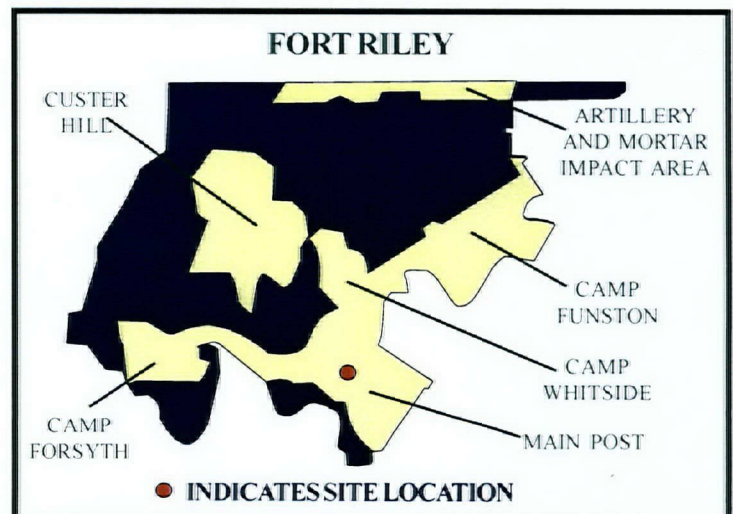 FORT RILEY
CUSTER
HILL
ARTILLERY
AND MORTAR
IMPACT AREA
CAMP
FUNSTON
CAMP
WHITSIDE
CAMP
FORSYTH
MAIN POST
INDICATES SITE LOCATION